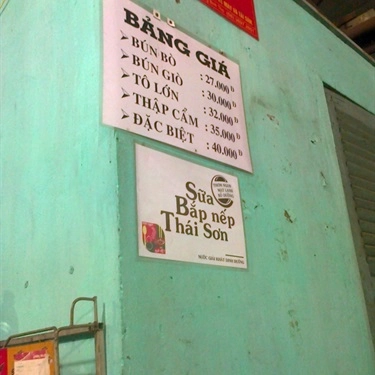 BẢNG GIÁ
➢ BÚN BÒ : 27.000 Đ
➢ BÚN GIÒ : 30.000 Đ
➢ TÔ LỚN : 32.000 Đ
➢ THẬP CẨM : 35.000 Đ
➢ ĐẶC BIỆT : 40.000 Đ
Sữa
Bắp nếp
Thái Sơn